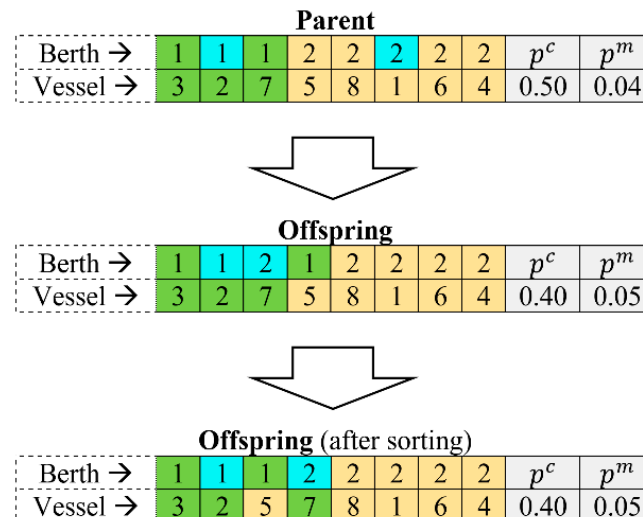 Parent
Berth → 1 1 1 2 2 2 2 2 p^c p^m
Vessel → 3 2 7 5 8 1 6 4 0.50 0.04
Offspring
Berth → 1 1 2 1 2 2 2 2 p^c p^m
Vessel → 3 2 7 5 8 1 6 4 0.40 0.05
Offspring (after sorting)
Berth → 1 1 1 2 2 2 2 2 p^c p^m
Vessel → 3 2 5 7 8 1 6 4 0.40 0.05